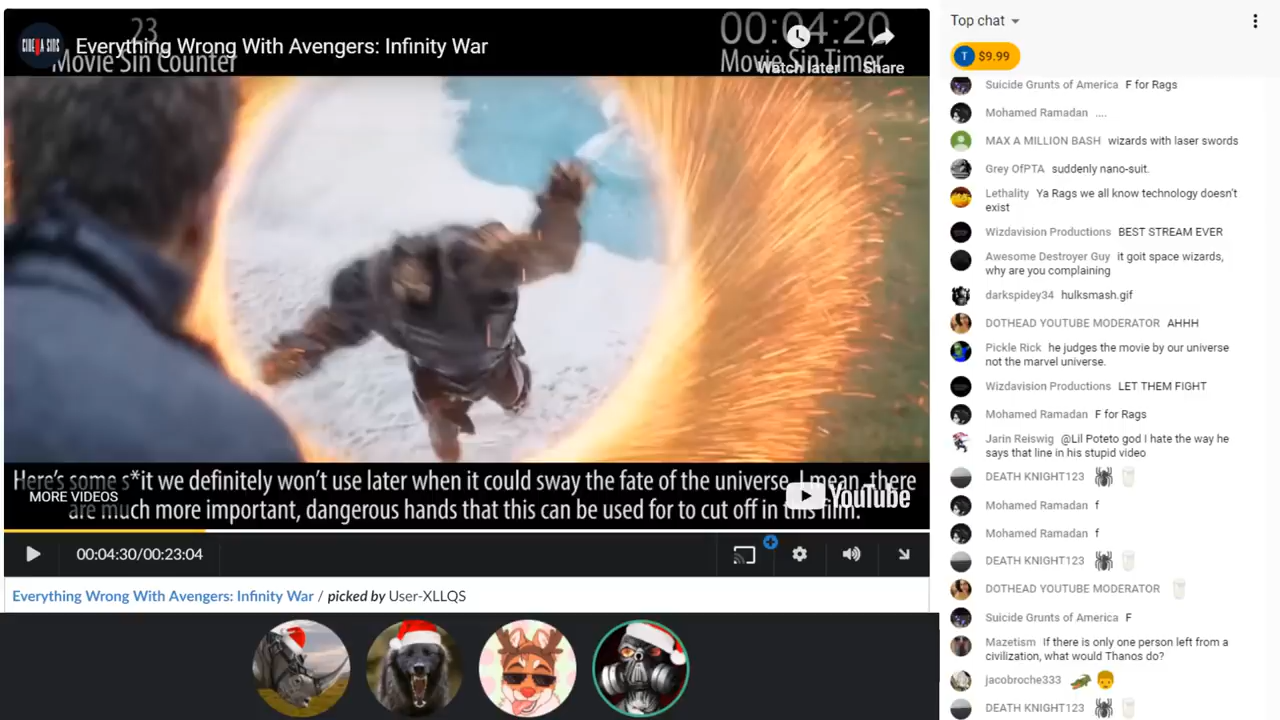 23
Movie Sin Counter
CINEMA SINS
Everything Wrong With Avengers: Infinity War
00:04:20
Movie Sin Timer
Watch later
Share
Here's some s*it we definitely won't use later when it could sway the fate of the universe. I mean, there
are much more important, dangerous hands that this can be used for to cut off in this film.
MORE VIDEOS
YouTube
00:04:30/00:23:04
Everything Wrong With Avengers: Infinity War / picked by User-XLLQS
Top chat
T $9.99
Suicide Grunts of America F for Rags
Mohamed Ramadan ....
MAX A MILLION BASH wizards with laser swords
Grey OfPTA suddenly nano-suit.
Lethality Ya Rags we all know technology doesn't
exist
Wizdavision Productions BEST STREAM EVER
Awesome Destroyer Guy it goit space wizards,
why are you complaining
darkspidey34 hulksmash.gif
DOTHEAD YOUTUBE MODERATOR AHHH
Pickle Rick he judges the movie by our universe
not the marvel universe.
Wizdavision Productions LET THEM FIGHT
Mohamed Ramadan F for Rags
Jarin Reiswig @Lil Poteto god I hate the way he
says that line in his stupid video
DEATH KNIGHT123 🕷🥛
Mohamed Ramadan f
Mohamed Ramadan f
DEATH KNIGHT123 🕷🥛
DOTHEAD YOUTUBE MODERATOR 🥛
Suicide Grunts of America F
Mazetism If there is only one person left from a
civilization, what would Thanos do?
jacobroche333 🐊👨
DEATH KNIGHT123 🕷🥛